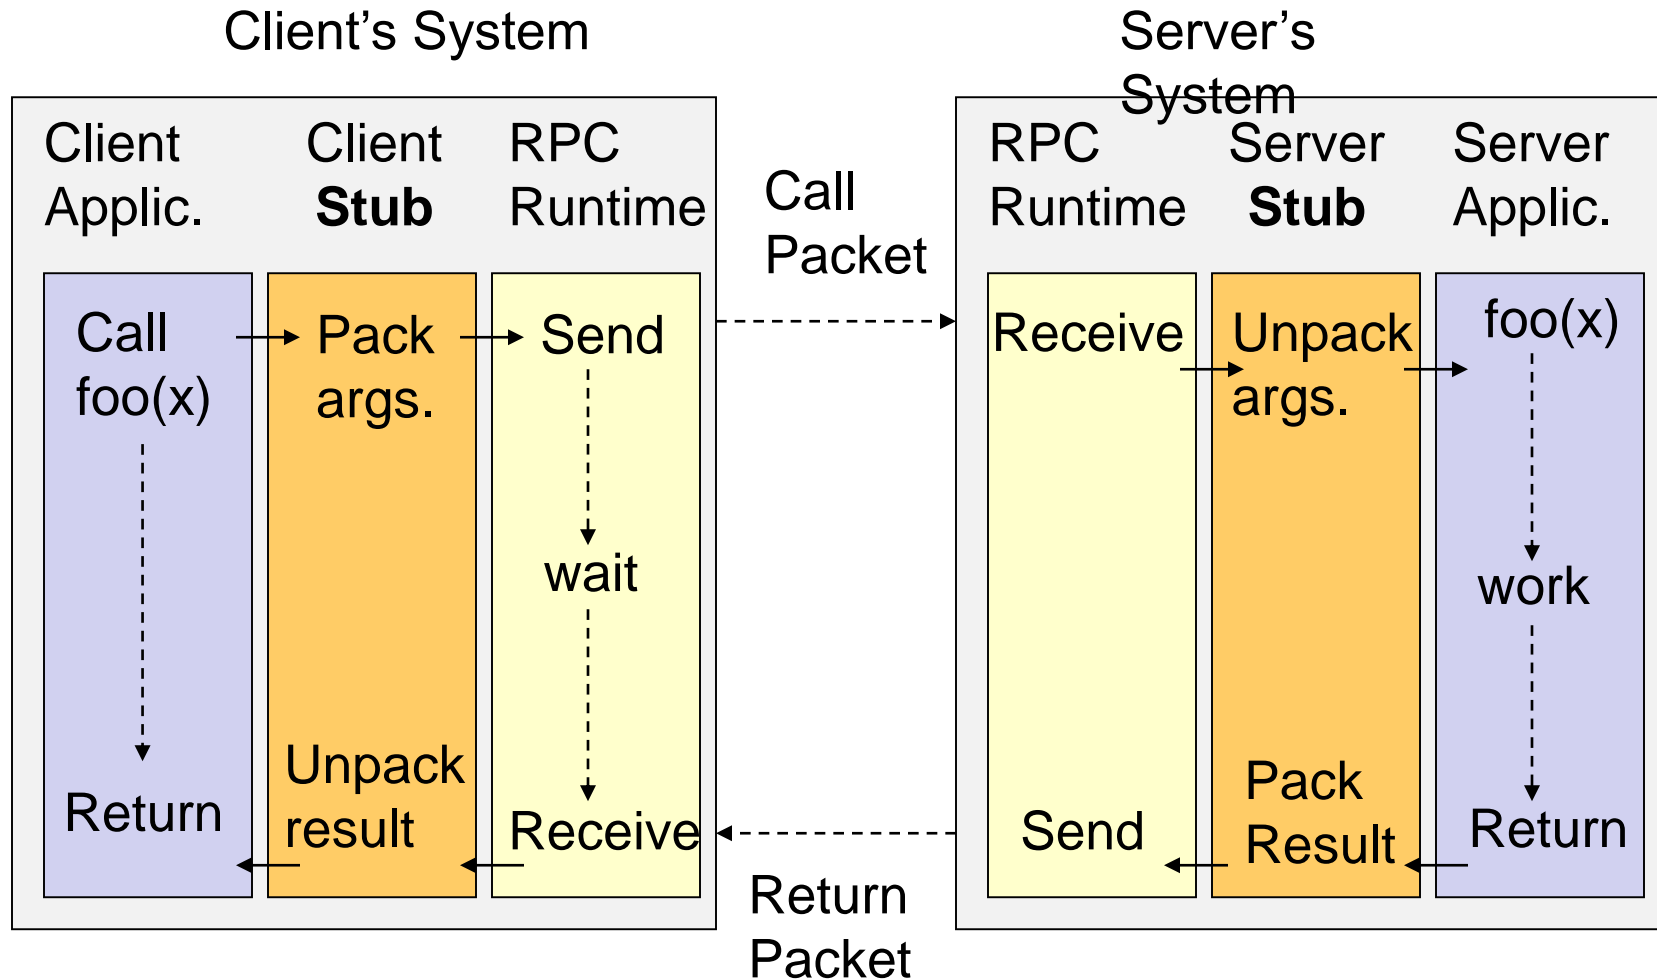 Client's System
Server's
System
Client
Applic.
Client
Stub
RPC
Runtime
Call
Packet
RPC
Runtime
Server
Stub
Server
Applic.
Call
foo(x)
Pack
args.
Send
wait
Receive
Unpack
result
Return
Receive
Unpack
args.
foo(x)
work
Return
Pack
Result
Send
Return
Packet